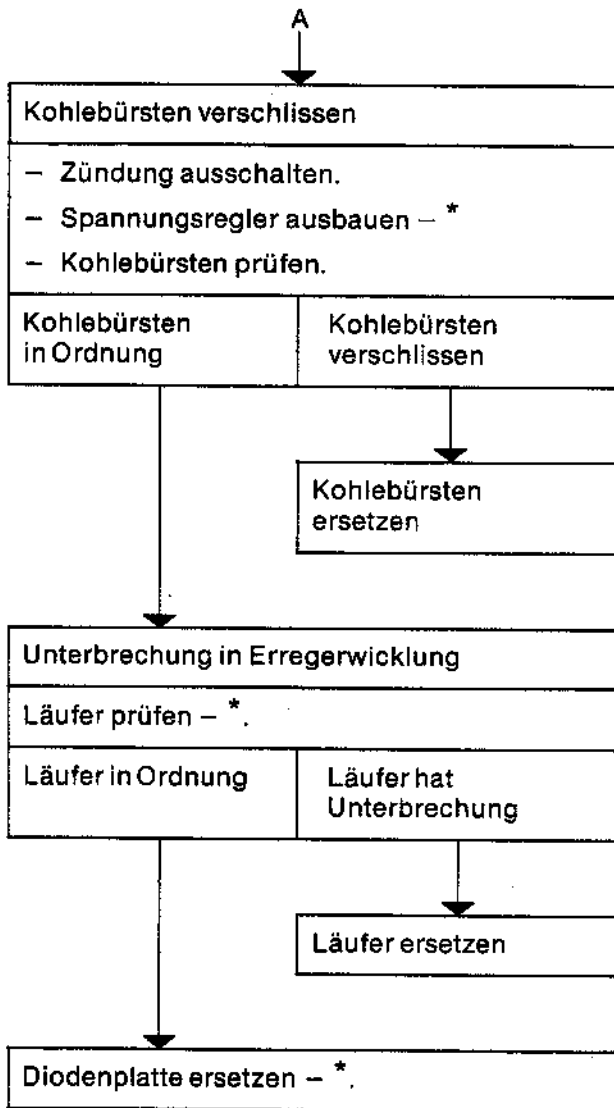 A
Kohlebürsten verschlissen
– Zündung ausschalten.
– Spannungsregler ausbauen – *
– Kohlebürsten prüfen.
Kohlebürsten
in Ordnung
Kohlebürsten
verschlissen
Kohlebürsten
ersetzen
Unterbrechung in Erregerwicklung
Läufer prüfen – *.
Läufer in Ordnung
Läufer hat
Unterbrechung
Läufer ersetzen
Diodenplatte ersetzen – *.